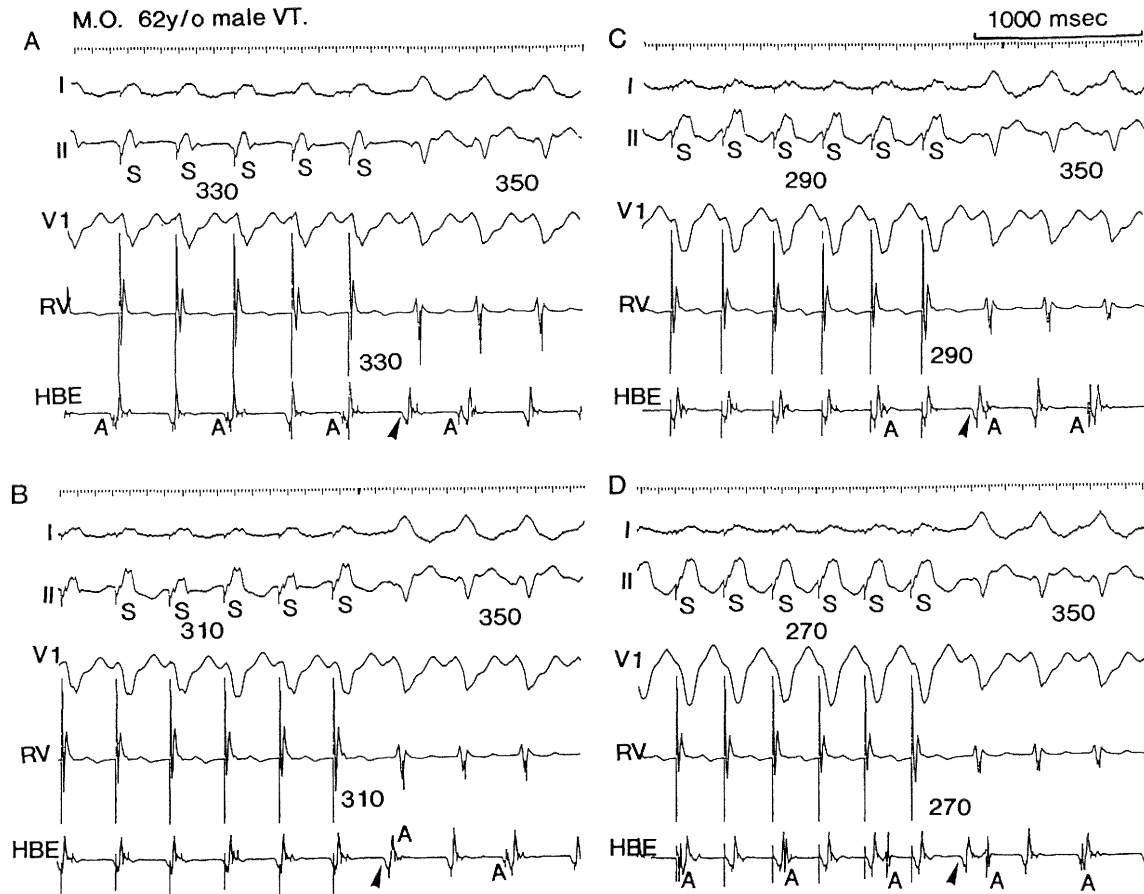 M.O. 62y/o male VT.
A
I
II
S S S S S
330
350
V1
RV
330
HBE
A A A A
B
I
II
S S S S S
310
350
V1
RV
310
HBE
A
A
C
1000 msec
I
II
S S S S S S
290
350
V1
RV
290
HBE
A A A
D
I
II
S S S S S S
270
350
V1
RV
270
HBE
A A A A A